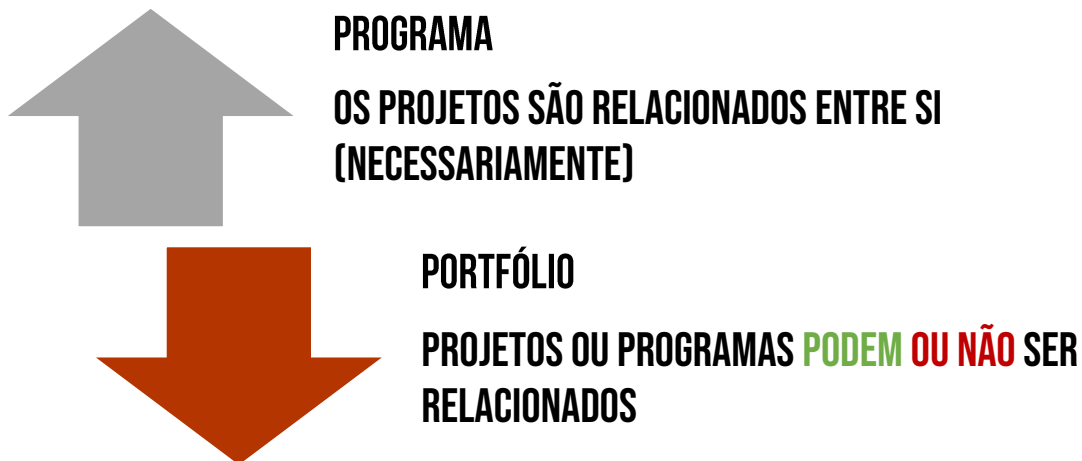 PROGRAMA
OS PROJETOS SÃO RELACIONADOS ENTRE SI
(NECESSARIAMENTE)
PORTFÓLIO
PROJETOS OU PROGRAMAS PODEM OU NÃO SER
RELACIONADOS